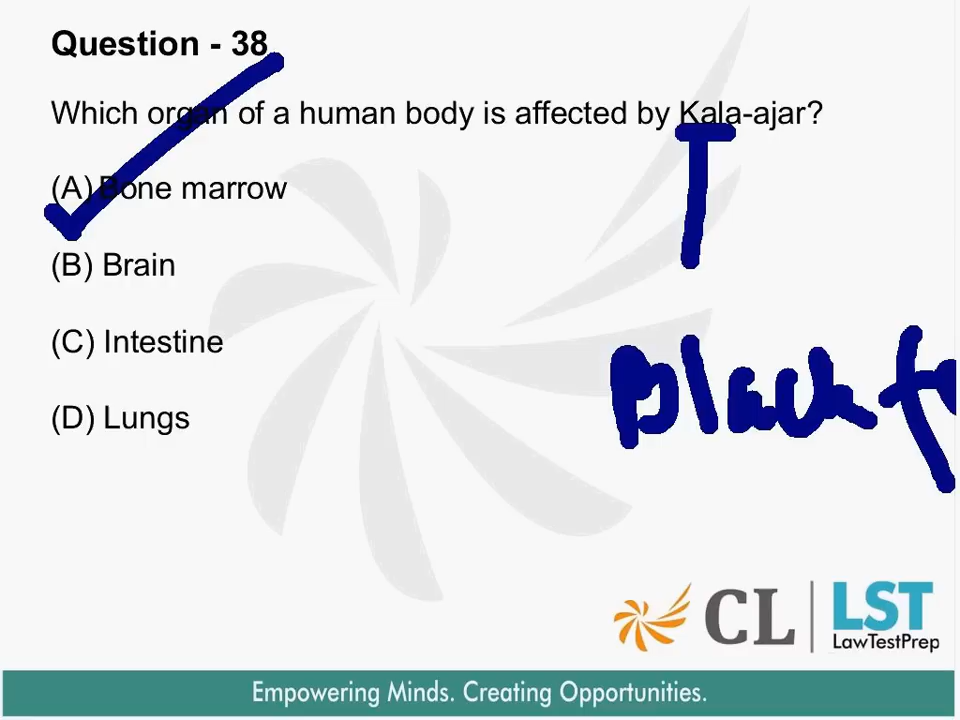 Question - 38
Which organ of a human body is affected by Kala-ajar?
(A) Bone marrow
(B) Brain
(C) Intestine
(D) Lungs
Black
CL LST
LawTestPrep
Empowering Minds. Creating Opportunities.